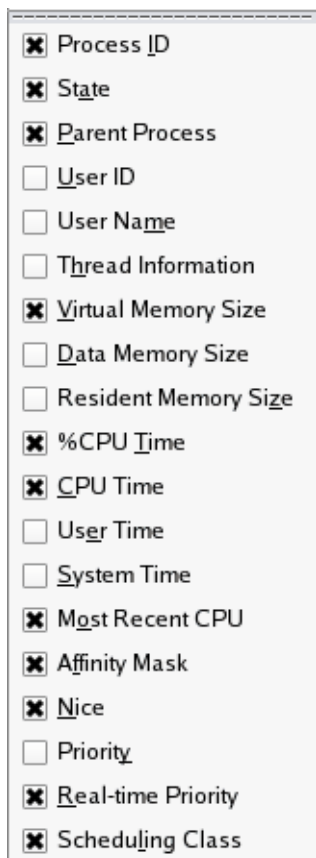 Process ID
State
Parent Process
User ID
User Name
Thread Information
Virtual Memory Size
Data Memory Size
Resident Memory Size
%CPU Time
CPU Time
User Time
System Time
Most Recent CPU
Affinity Mask
Nice
Priority
Real-time Priority
Scheduling Class